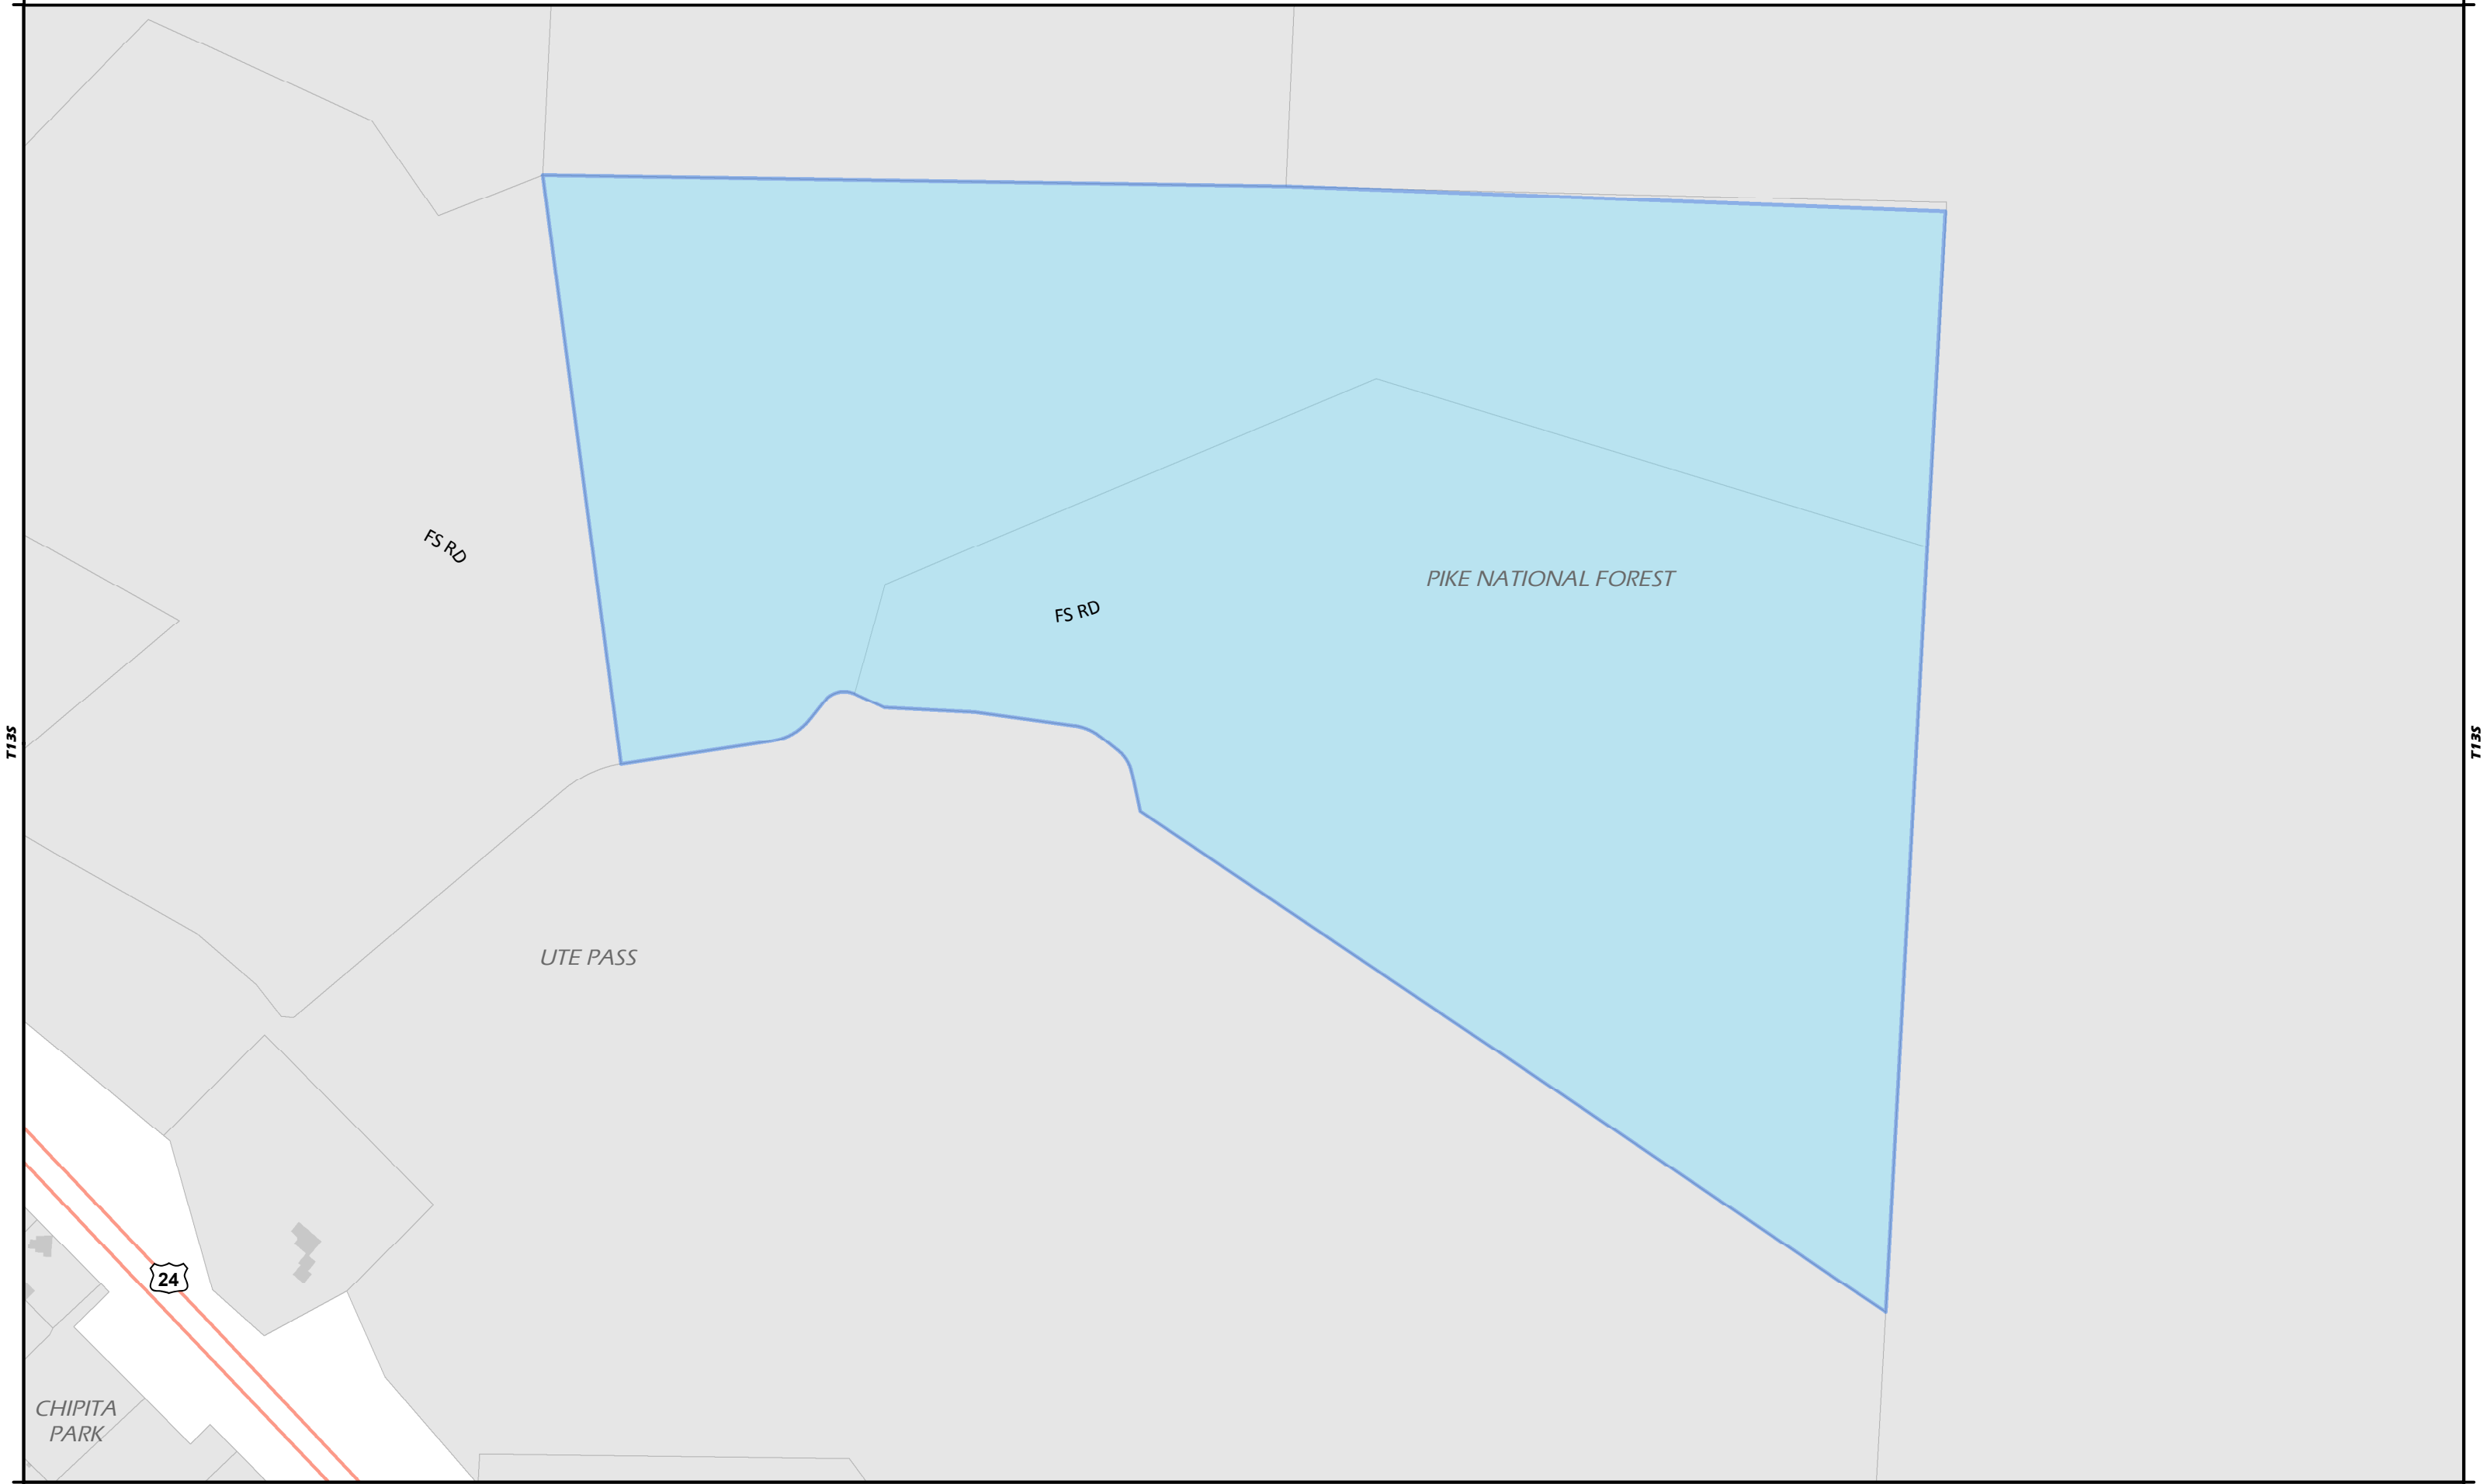 FS RD
PIKE NATIONAL FOREST
FS RD
T13S
T13S
UTE PASS
24
CHIPITA
PARK